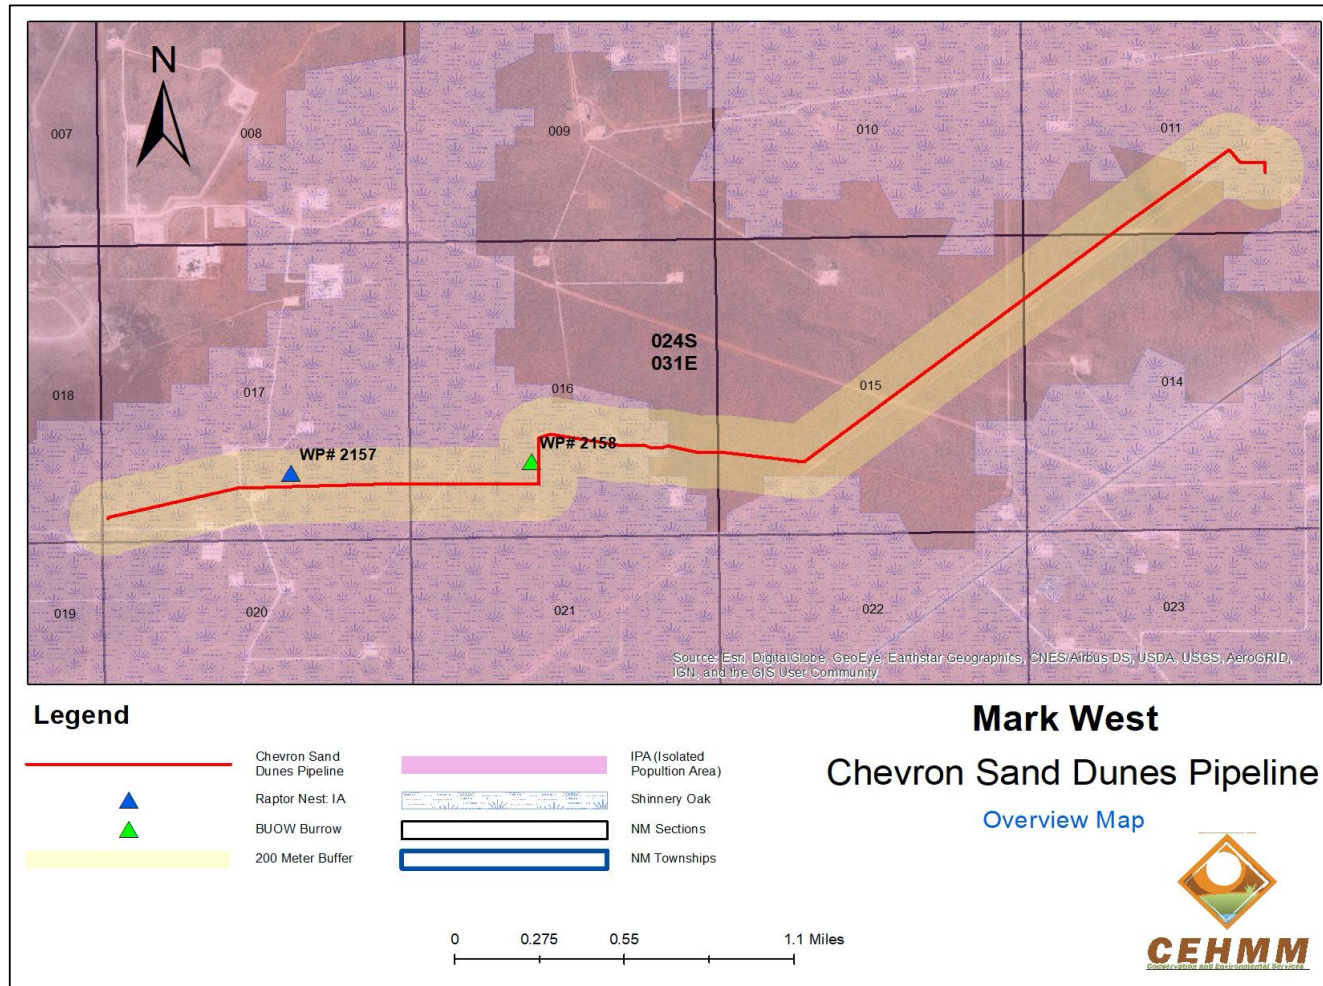 N
007
008
009
010
011
024S
031E
018
017
016
015
014
WP# 2157
WP# 2158
019
020
021
022
023
Source: Esri, DigitalGlobe, GeoEye, Earthstar Geographics, CNES/Airbus DS, USDA, USGS, AeroGRID,
IGN, and the GIS User Community
Legend
Chevron Sand
Dunes Pipeline
Raptor Nest: IA
BUOW Burrow
200 Meter Buffer
IPA (Isolated
Popultion Area)
Shinnery Oak
NM Sections
NM Townships
0 0.275 0.55 1.1 Miles
Mark West
Chevron Sand Dunes Pipeline
Overview Map
CEHMM
Conservation and Environmental Services